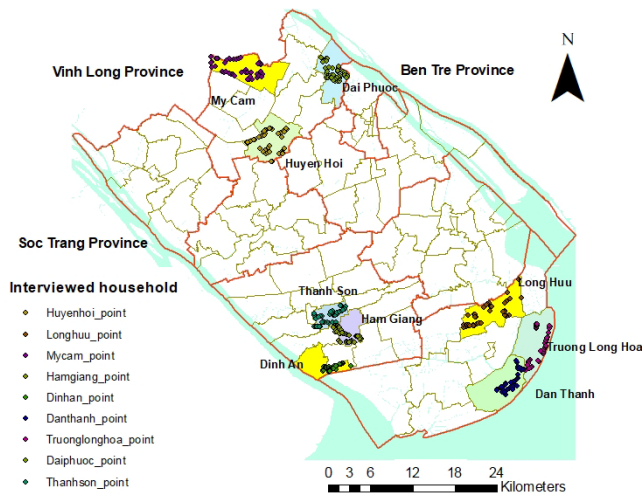 N
Vinh Long Province
Ben Tre Province
My Cam
Dai Phuoc
Huyen Hoi
Soc Trang Province
Interviewed household
Huyenhoi_point
Longhuu_point
Mycam_point
Hamgiang_point
Dinhan_point
Danthanh_point
Truonglonghoa_point
Daiphuoc_point
Thanhson_point
Thanh Son
Ham Giang
Dinh An
Long Huu
Truong Long Hoa
Dan Thanh
0 3 6 12 18 24
Kilometers